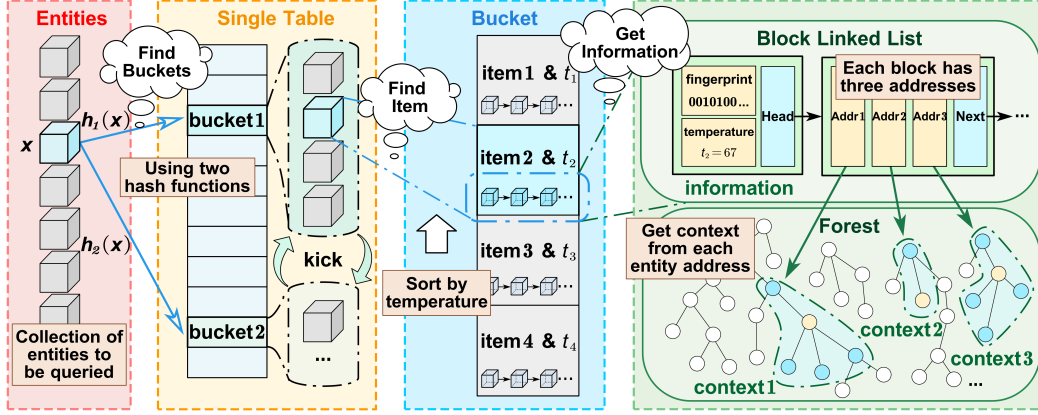 Entities
x
h₁(x)
h₂(x)
Collection of
entities to
be queried
Single Table
Find
Buckets
bucket1
Using two
hash functions
kick
bucket2
...
Bucket
Find
Item
item1 & t₁
...
item2 & t₂
...
item3 & t₃
...
item4 & t₄
...
Sort by
temperature
Get
Information
Block Linked List
fingerprint
0010100...
temperature
t₂ = 67
Head
information
Each block has
three addresses
Addr1 Addr2 Addr3 Next ...
Forest
Get context
from each
entity address
context1
context2
context3
...